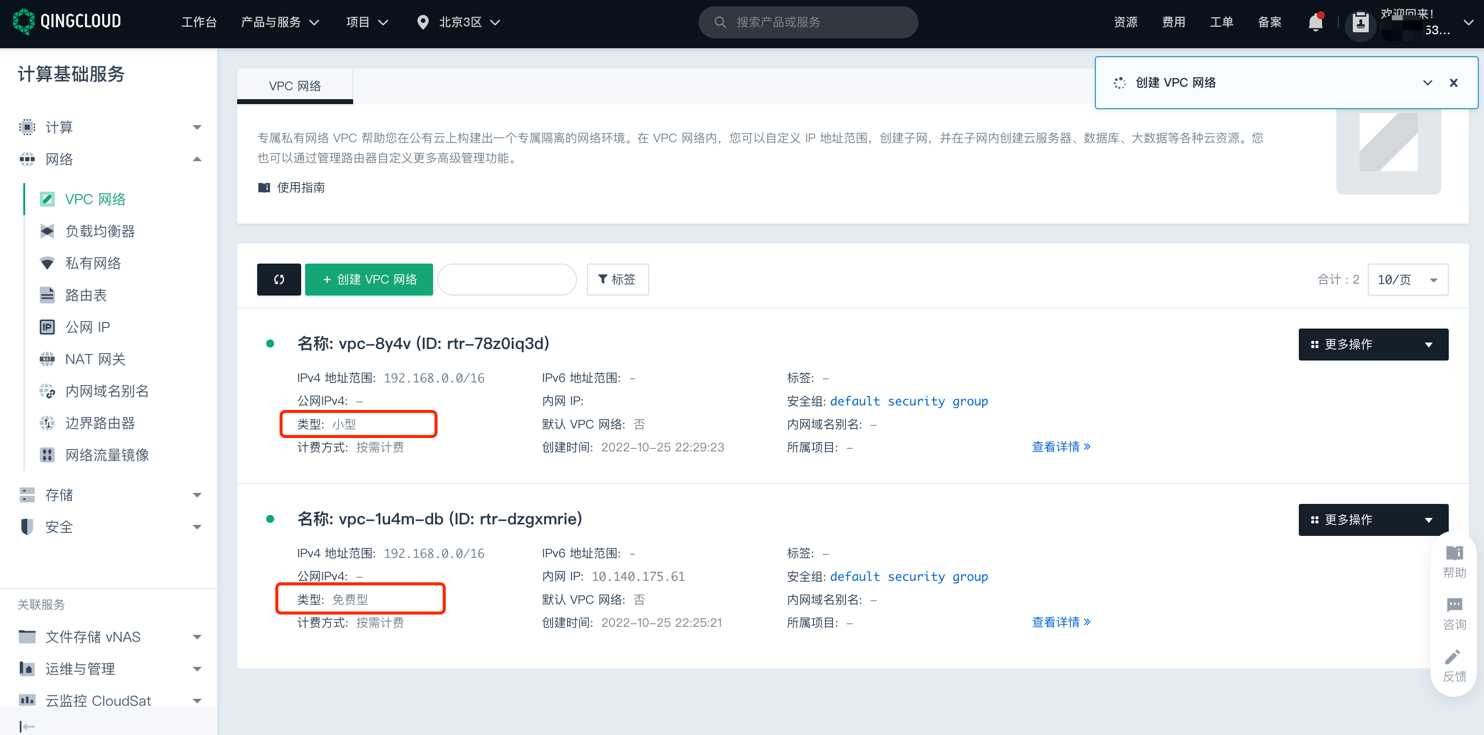 QINGCLOUD
工作台
产品与服务
项目
北京3区
搜索产品或服务
资源
费用
工单
备案
欢迎回来!
53...
计算基础服务
计算
网络
VPC 网络
负载均衡器
私有网络
路由表
公网 IP
NAT 网关
内网域名别名
边界路由器
网络流量镜像
存储
安全
关联服务
文件存储 vNAS
运维与管理
云监控 CloudSat
VPC 网络
创建 VPC 网络
专属私有网络 VPC 帮助您在公有云上构建出一个专属隔离的网络环境。在 VPC 网络内，您可以自定义 IP 地址范围，创建子网，并在子网内创建云服务器、数据库、大数据等各种云资源。您
也可以通过管理路由器自定义更多高级管理功能。
使用指南
+ 创建 VPC 网络
标签
合计：2
10/页
名称: vpc-8y4v (ID: rtr-78z0iq3d)
更多操作
IPv4 地址范围: 192.168.0.0/16
IPv6 地址范围: -
标签: -
公网IPv4: -
内网 IP:
安全组: default security group
类型: 小型
默认 VPC 网络: 否
内网域名别名: -
计费方式: 按需计费
创建时间: 2022-10-25 22:29:23
所属项目: -
查看详情 »
名称: vpc-1u4m-db (ID: rtr-dzgxmrie)
更多操作
IPv4 地址范围: 192.168.0.0/16
IPv6 地址范围: -
标签: -
公网IPv4: -
内网 IP: 10.140.175.61
安全组: default security group
类型: 免费型
默认 VPC 网络: 否
内网域名别名: -
计费方式: 按需计费
创建时间: 2022-10-25 22:25:21
所属项目: -
查看详情 »
帮助
咨询
反馈